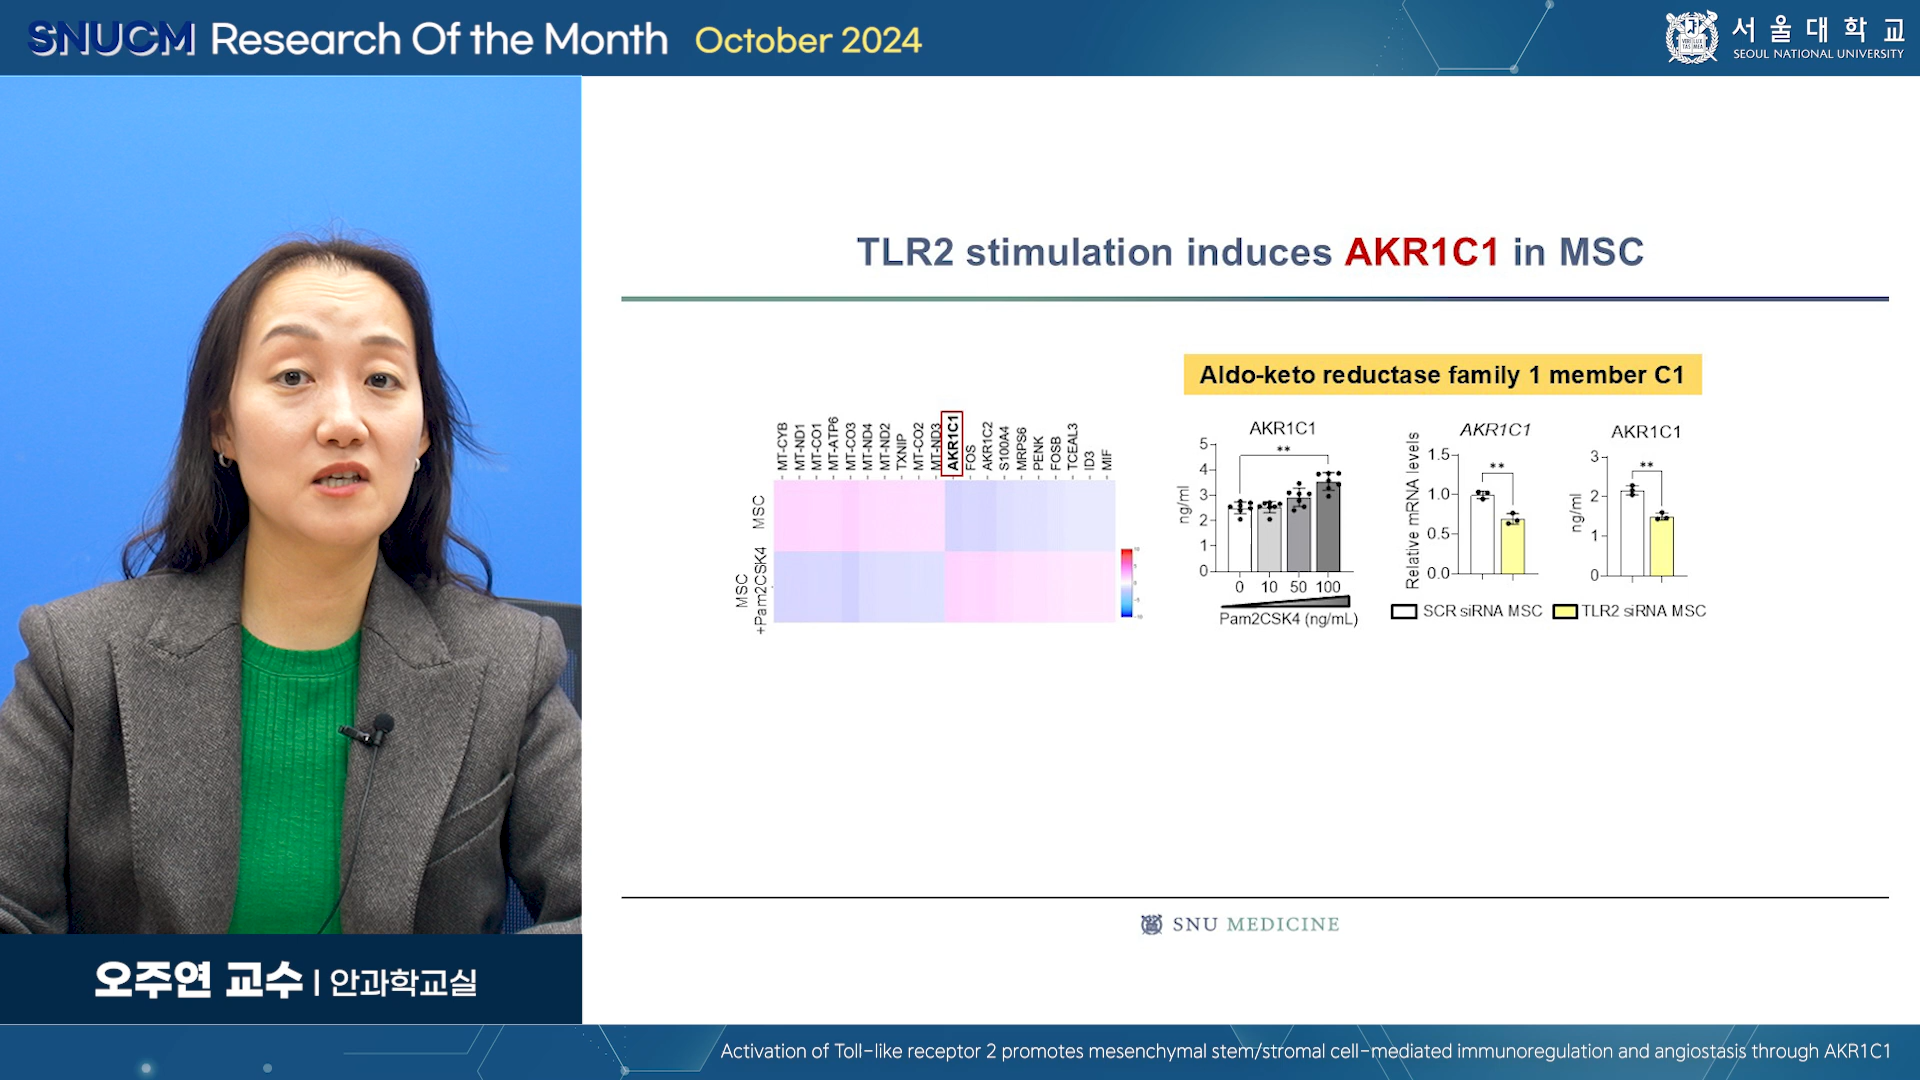 SNUCM Research Of the Month October 2024
서울대학교
SEOUL NATIONAL UNIVERSITY
TLR2 stimulation induces AKR1C1 in MSC
Aldo-keto reductase family 1 member C1
MT-CYB
MT-ND1
MT-CO1
MT-ATP6
MT-CO3
MT-ND4
MT-ND2
TXNIP
MT-CO2
MT-ND3
AKR1C1
FOS
AKR1C2
S100A4
MRPS6
PENK
FOSB
TCEAL3
ID3
MIF
MSC
MSC
+Pam2CSK4
AKR1C1
**
ng/ml
5
4
3
2
1
0
0 10 50 100
Pam2CSK4 (ng/mL)
AKR1C1
**
Relative mRNA levels
1.5
1.0
0.5
0.0
AKR1C1
**
ng/ml
3
2
1
0
SCR siRNA MSC TLR2 siRNA MSC
SNU MEDICINE
오주연 교수 | 안과학교실
Activation of Toll-like receptor 2 promotes mesenchymal stem/stromal cell-mediated immunoregulation and angiostasis through AKR1C1